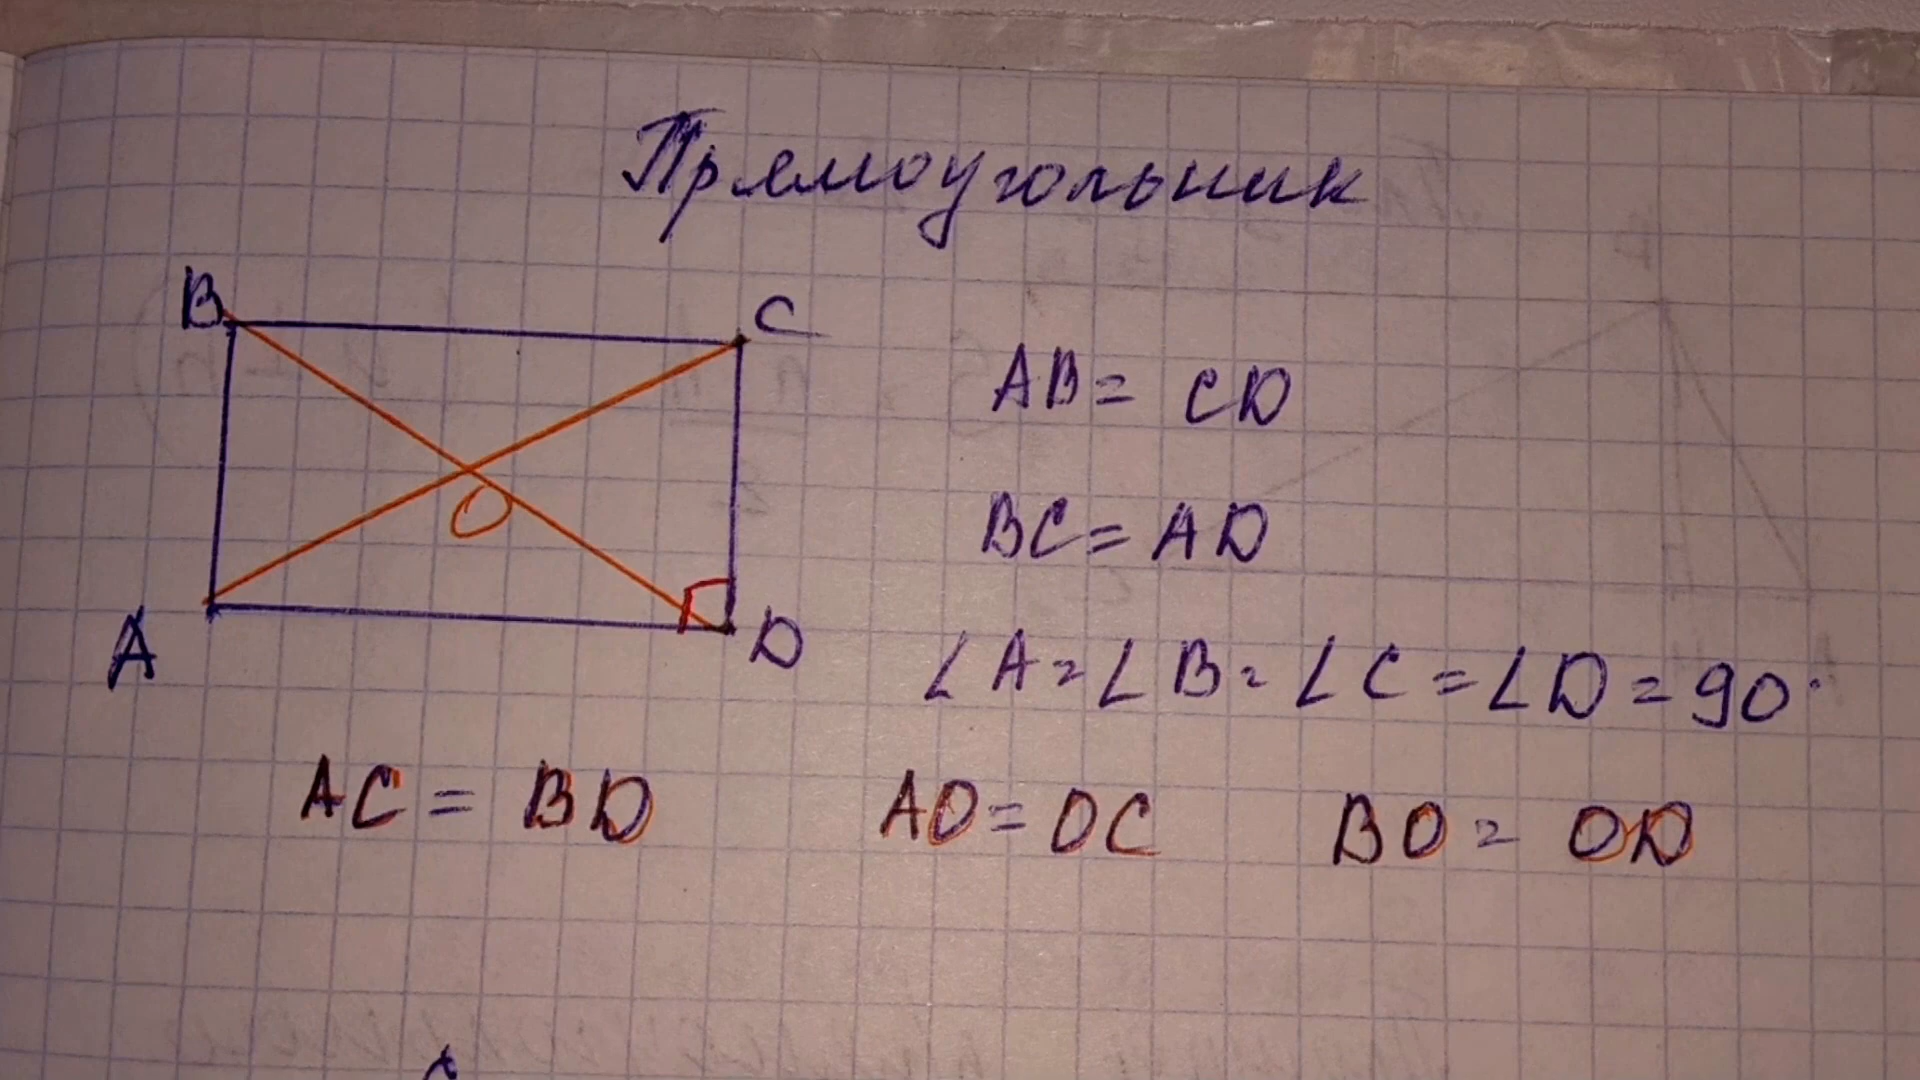 Прямоугольник
B C
AB = CD
O
BC = AD
A D
∠A = ∠B = ∠C = ∠D = 90°
AC = BD AO = OC BO = OD